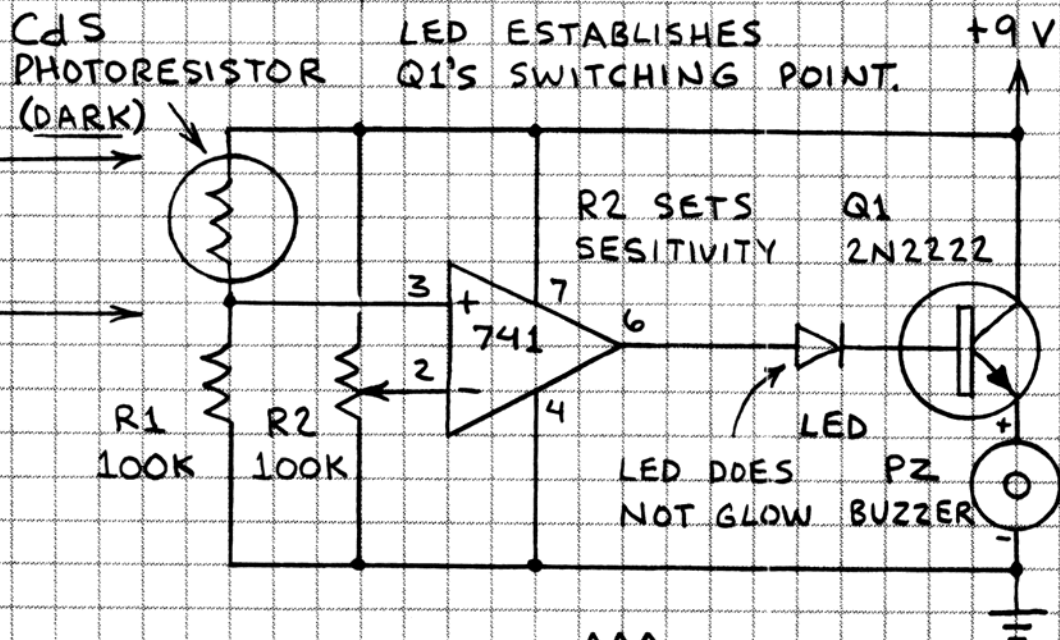 CdS
PHOTORESISTOR
(DARK)
LED ESTABLISHES
Q1'S SWITCHING POINT.
+9V
R2 SETS
SESITIVITY
Q1
2N2222
3
+
741
7
6
2
-
4
R1
100K
R2
100K
LED
LED DOES
NOT GLOW
+
PZ
BUZZER
-